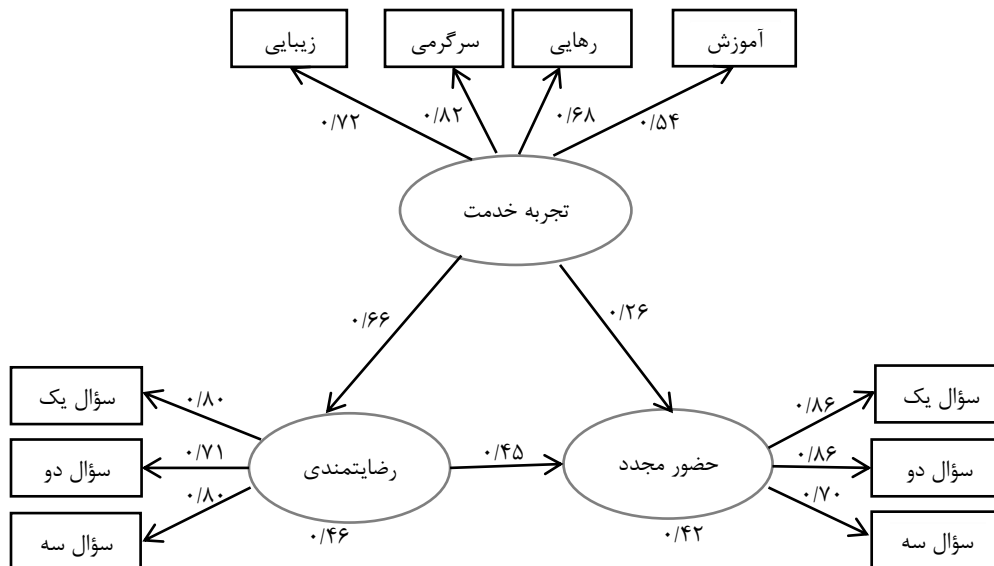 آموزش
رهایی
سرگرمی
زیبایی
۰/۵۴
۰/۶۸
۰/۸۲
۰/۷۲
تجربه خدمت
۰/۲۶
۰/۶۶
سؤال یک
۰/۸۶
۰/۸۰
سؤال یک
سؤال دو
۰/۸۶
حضور مجدد
۰/۴۵
رضایتمندی
۰/۷۱
سؤال دو
سؤال سه
۰/۷۰
۰/۴۲
۰/۴۶
۰/۸۰
سؤال سه